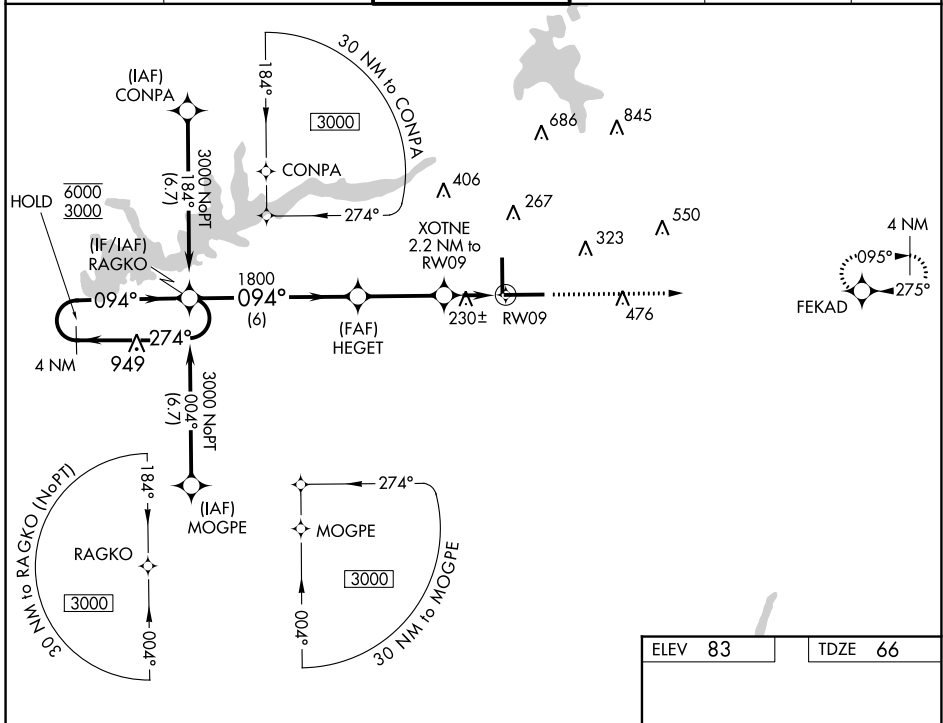 (IAF)
CONPA
184°
3000 NoPT
184°
(6.7)
30 NM to CONPA
3000
CONPA
274°
686
845
406
267
550
323
HOLD
6000
3000
(IF/IAF)
RAGKO
094°
274°
4 NM
949
1800
094°
(6)
(FAF)
HEGET
XOTNE
2.2 NM to
RW09
230±
RW09
476
4 NM
095°
275°
FEKAD
3000 NoPT
004°
(6.7)
(IAF)
MOGPE
30 NM to RAGKO (NoPT)
184°
RAGKO
3000
004°
274°
MOGPE
3000
004°
30 NM to MOGPE
ELEV 83
TDZE 66